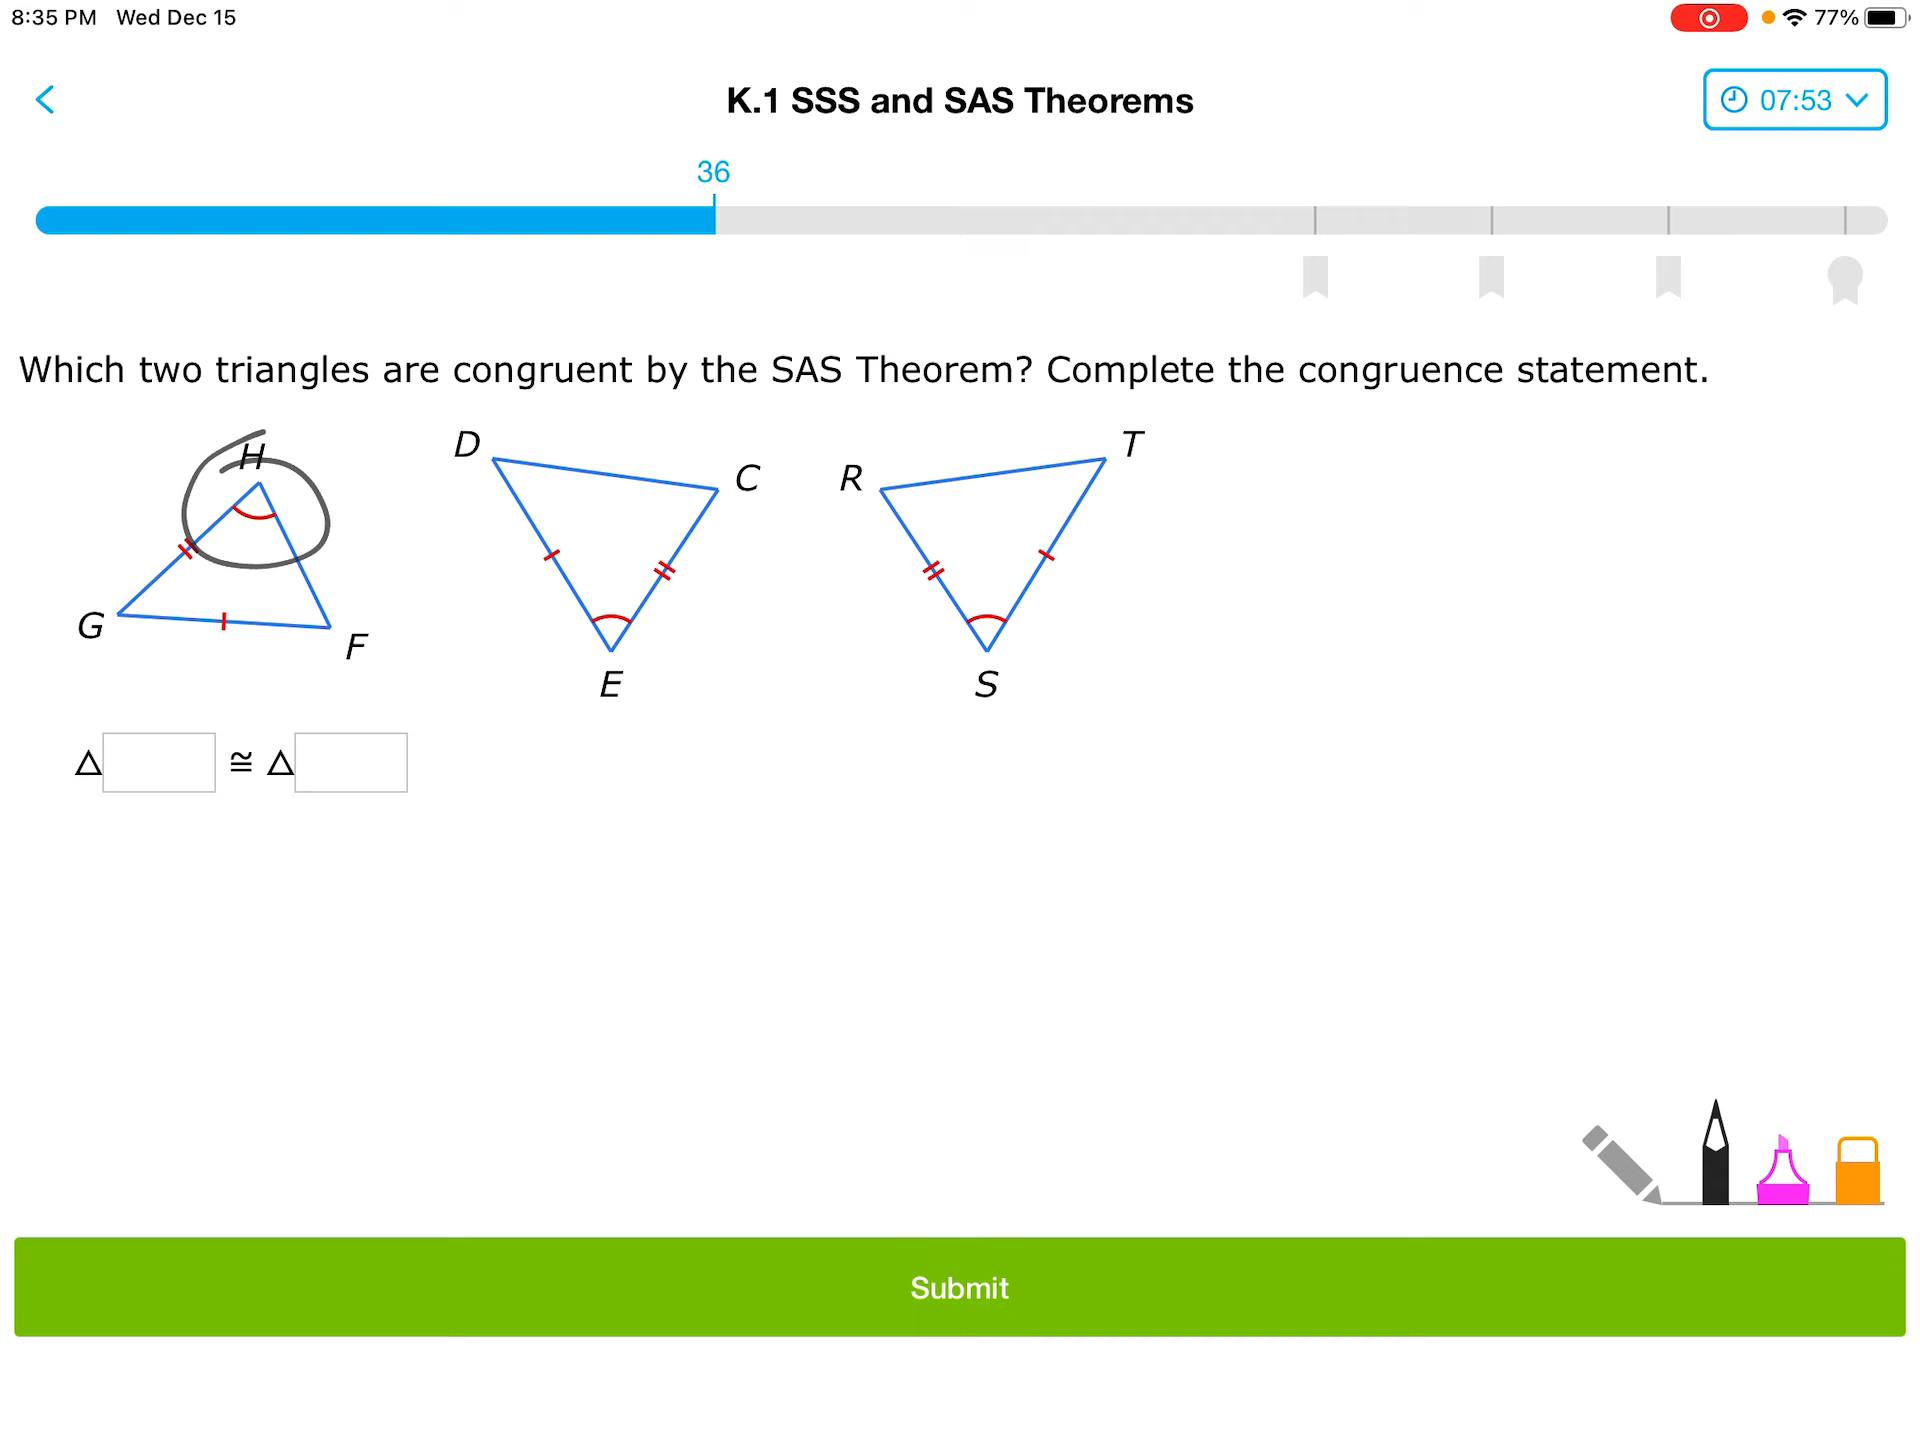 8:35 PM Wed Dec 15
77%
K.1 SSS and SAS Theorems
07:53
36
Which two triangles are congruent by the SAS Theorem? Complete the congruence statement.
H
D
C
R
T
G
F
E
S
△ ≅ △
Submit